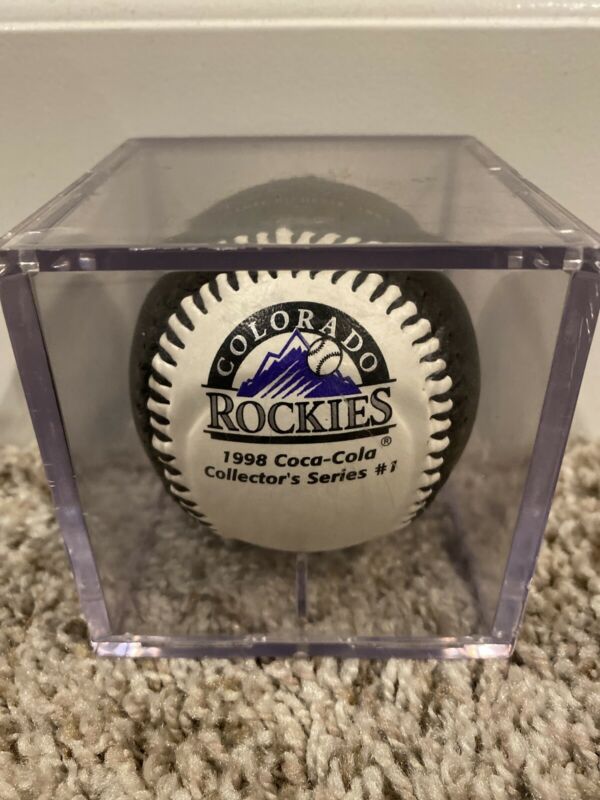 COLORADO
ROCKIES®
1998 Coca-Cola
Collector's Series #1